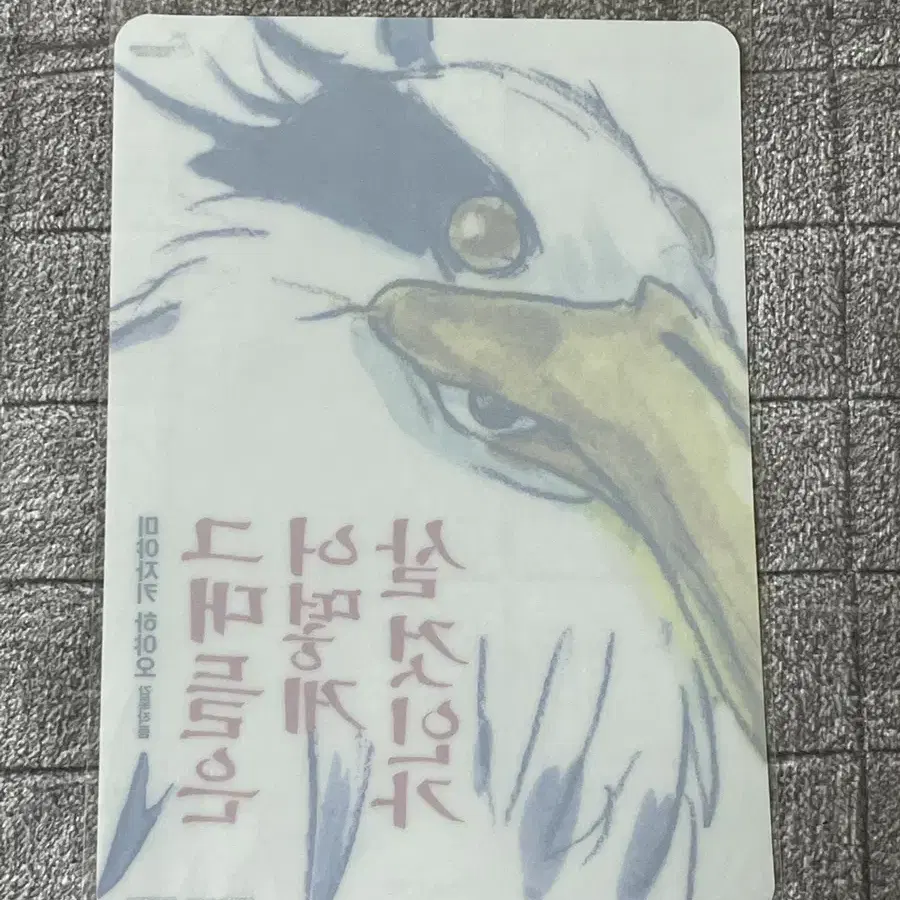 그대들은
어떻게
살 것인가
미야자키 하야오